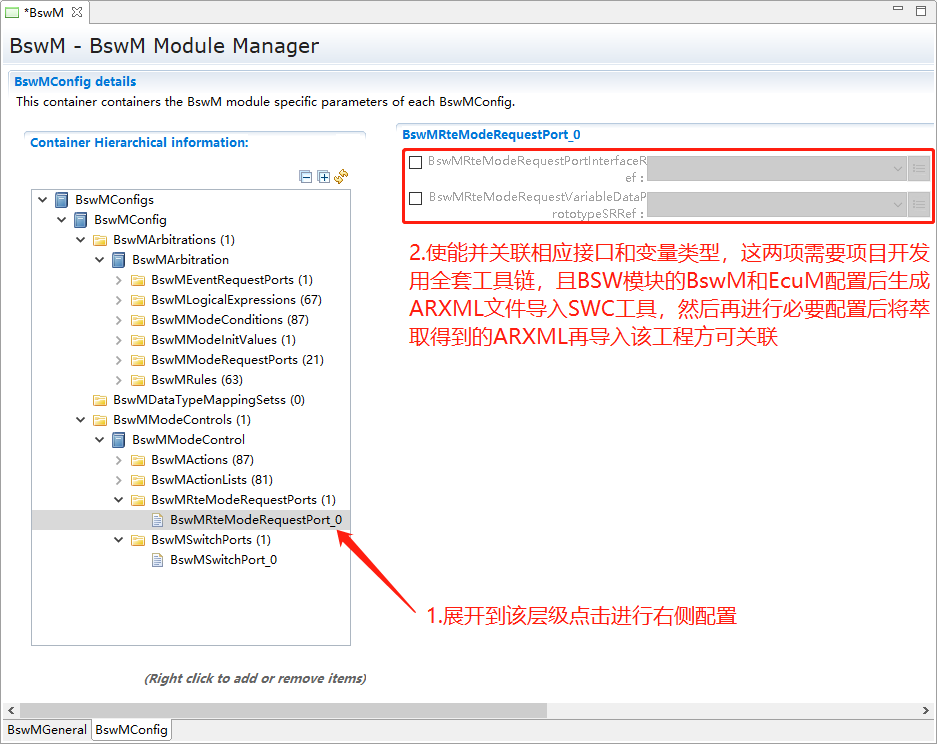 *BswM
BswM - BswM Module Manager
BswMConfig details
This container containers the BswM module specific parameters of each BswMConfig.
Container Hierarchical information:
BswMConfigs
BswMConfig
BswMArbitrations (1)
BswMArbitration
BswMEventRequestPorts (1)
BswMLogicalExpressions (67)
BswMModeConditions (87)
BswMModeInitValues (1)
BswMModeRequestPorts (21)
BswMRules (63)
BswMDataTypeMappingSetss (0)
BswMModeControls (1)
BswMModeControl
BswMActions (87)
BswMActionLists (81)
BswMRteModeRequestPorts (1)
BswMRteModeRequestPort_0
BswMSwitchPorts (1)
BswMSwitchPort_0
(Right click to add or remove items)
BswMRteModeRequestPort_0
BswMRteModeRequestPortInterfaceR
ef :
BswMRteModeRequestVariableDataP
rototypeSRRef :
2.使能并关联相应接口和变量类型，这两项需要项目开发
用全套工具链，且BSW模块的BswM和EcuM配置后生成
ARXML文件导入SWC工具，然后再进行必要配置后将萃
取得到的ARXML再导入该工程方可关联
1.展开到该层级点击进行右侧配置
BswMGeneral
BswMConfig